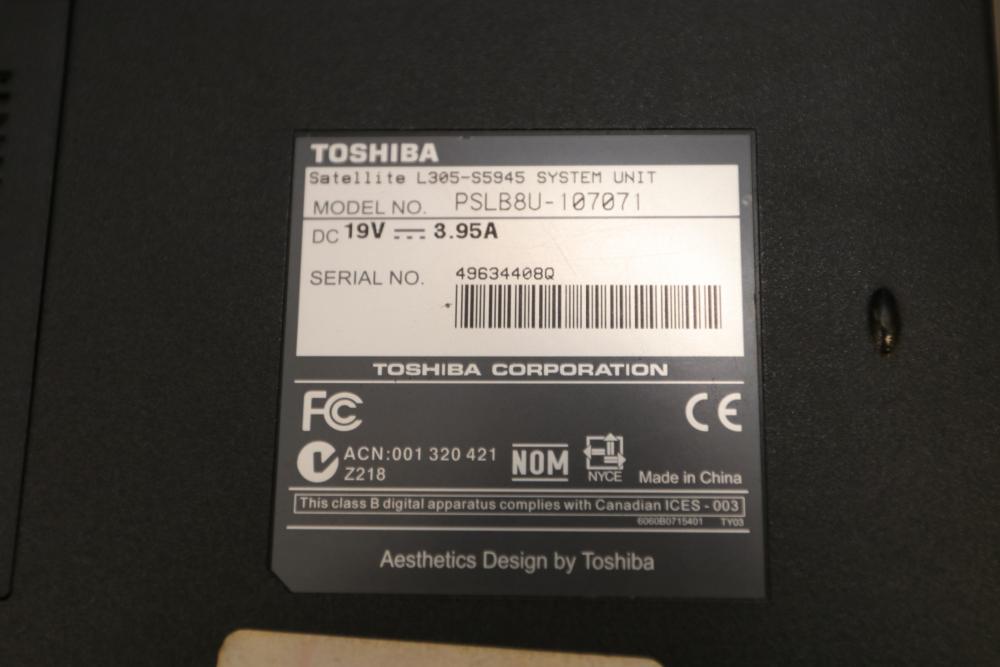 TOSHIBA
Satellite L305-S5945 SYSTEM UNIT
MODEL NO. PSLB8U-107071
DC 19V 3.95A
SERIAL NO. 49634408Q
TOSHIBA CORPORATION
FC CE
ACN:001 320 421
Z218
NOM
NYCE
Made in China
This class B digital apparatus complies with Canadian ICES - 003
6060B0715401 TY03
Aesthetics Design by Toshiba